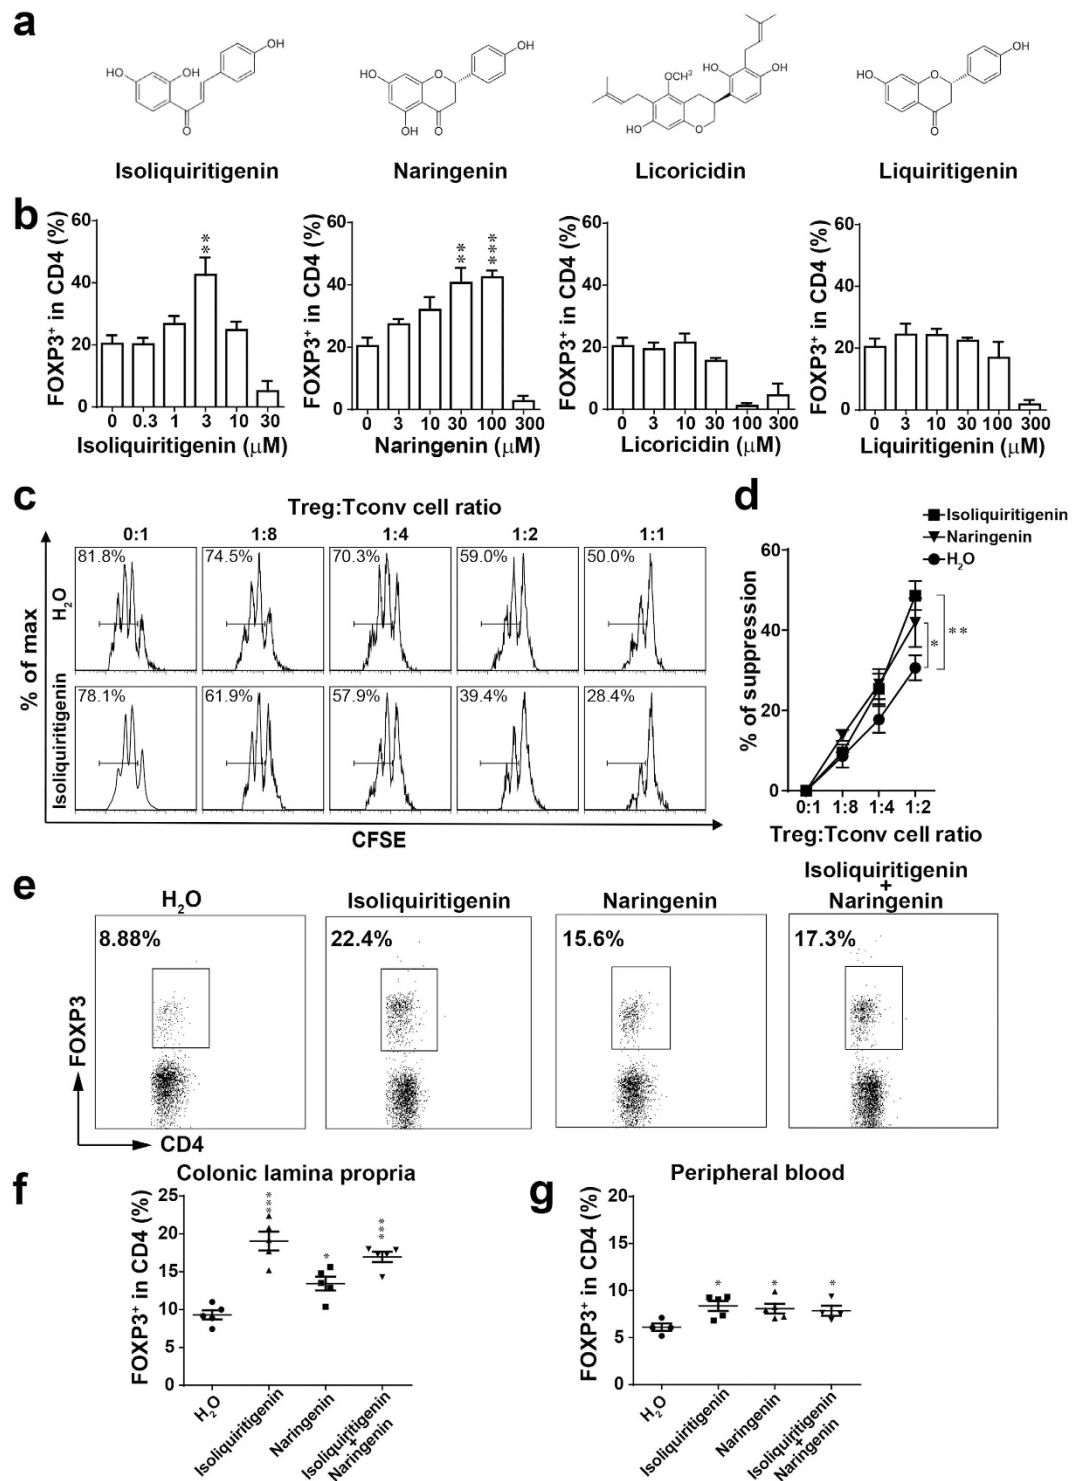 a
OH
HO
OH
O
Isoliquiritigenin
OH
HO
O
OH
O
Naringenin
OH
HO
OCH³
HO
O
Licoricidin
OH
HO
O
O
Liquiritigenin
b
FOXP3⁺ in CD4 (%)
60
40
20
0
**
0 0.3 1 3 10 30
Isoliquiritigenin (μM)
FOXP3⁺ in CD4 (%)
60
40
20
0
** ***
0 3 10 30 100 300
Naringenin (μM)
FOXP3⁺ in CD4 (%)
60
40
20
0
0 3 10 30 100 300
Licoricidin (μM)
FOXP3⁺ in CD4 (%)
60
40
20
0
0 3 10 30 100 300
Liquiritigenin (μM)
c
Treg:Tconv cell ratio
0:1 1:8 1:4 1:2 1:1
% of max
H₂O
81.8% 74.5% 70.3% 59.0% 50.0%
Isoliquiritigenin
78.1% 61.9% 57.9% 39.4% 28.4%
CFSE
d
Isoliquiritigenin
Naringenin
H₂O
% of suppression
60
40
20
0
* **
0:1 1:8 1:4 1:2
Treg:Tconv cell ratio
e
H₂O
Isoliquiritigenin
Naringenin
Isoliquiritigenin
+
Naringenin
8.88% 22.4% 15.6% 17.3%
FOXP3
CD4
f
Colonic lamina propria
FOXP3⁺ in CD4 (%)
25
20
15
10
5
0
*** * ***
H₂O
Isoliquiritigenin
Naringenin
Isoliquiritigenin
+
Naringenin
g
Peripheral blood
FOXP3⁺ in CD4 (%)
20
15
10
5
0
* * *
H₂O
Isoliquiritigenin
Naringenin
Isoliquiritigenin
+
Naringenin